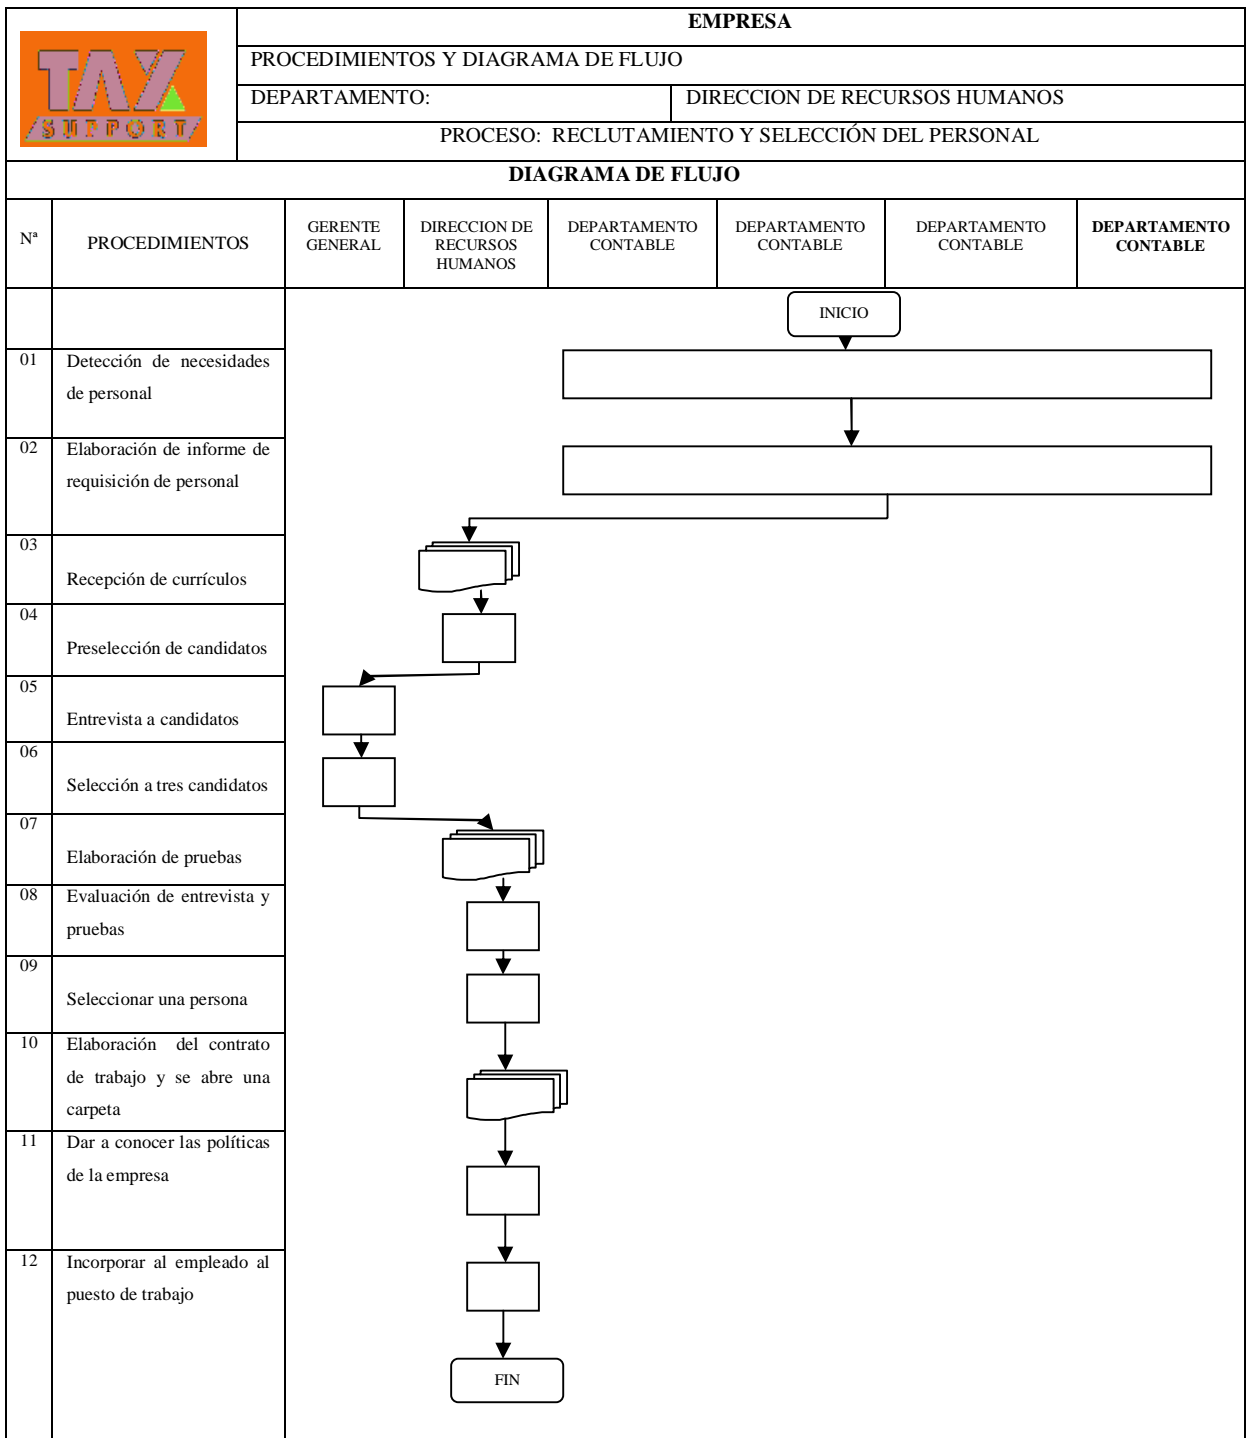 TAX
SUPPORT
EMPRESA
PROCEDIMIENTOS Y DIAGRAMA DE FLUJO
DEPARTAMENTO:
DIRECCION DE RECURSOS HUMANOS
PROCESO: RECLUTAMIENTO Y SELECCIÓN DEL PERSONAL
DIAGRAMA DE FLUJO
Nª
PROCEDIMIENTOS
GERENTE
GENERAL
DIRECCION DE
RECURSOS
HUMANOS
DEPARTAMENTO
CONTABLE
DEPARTAMENTO
CONTABLE
DEPARTAMENTO
CONTABLE
DEPARTAMENTO
CONTABLE
INICIO
01
Detección de necesidades
de personal
02
Elaboración de informe de
requisición de personal
03
Recepción de currículos
04
Preselección de candidatos
05
Entrevista a candidatos
06
Selección a tres candidatos
07
Elaboración de pruebas
08
Evaluación de entrevista y
pruebas
09
Seleccionar una persona
10
Elaboración del contrato
de trabajo y se abre una
carpeta
11
Dar a conocer las políticas
de la empresa
12
Incorporar al empleado al
puesto de trabajo
FIN